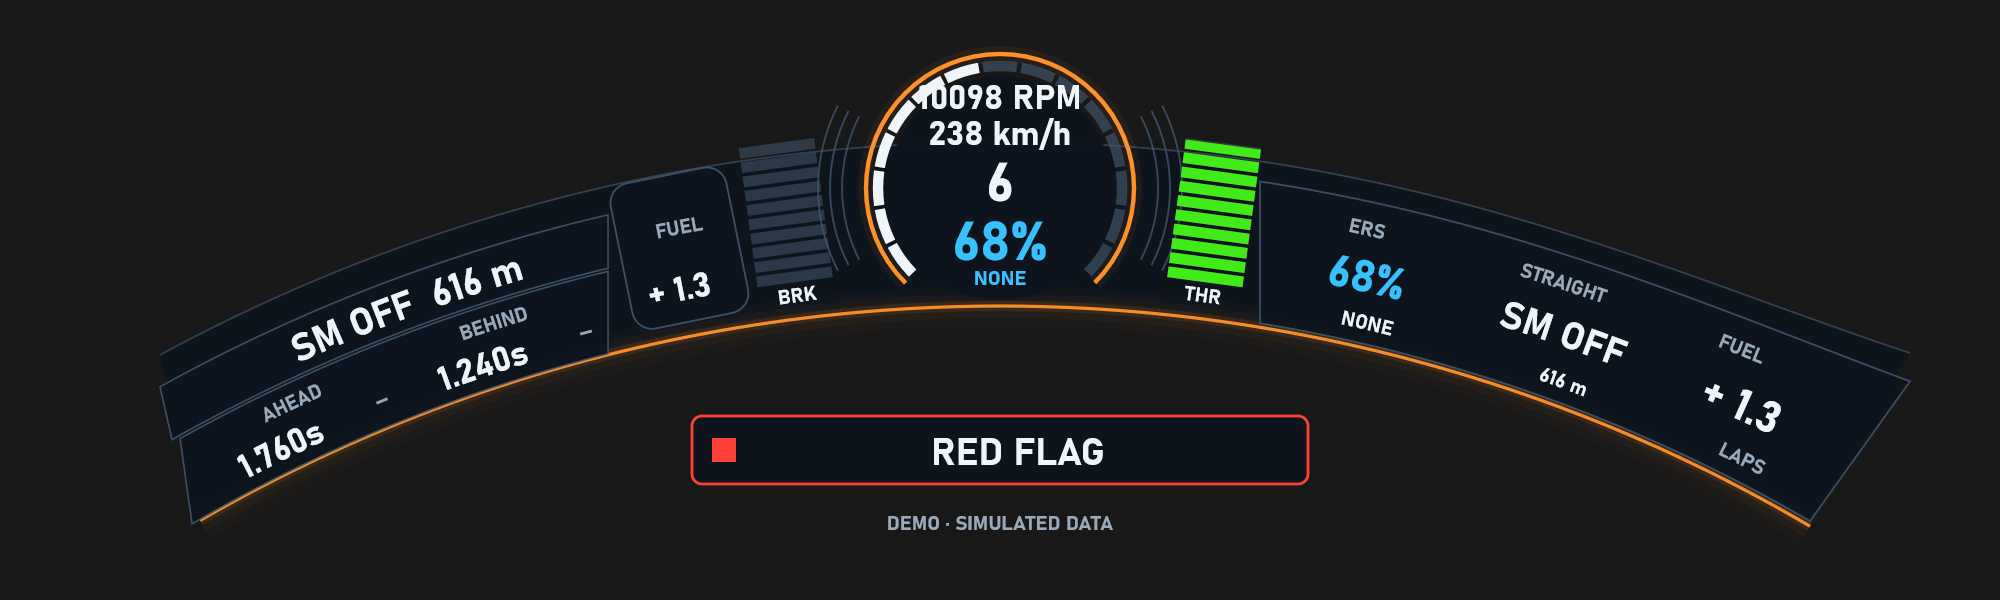 SM OFF 616 m
AHEAD
1.760s
–
BEHIND
1.240s
–
FUEL
+ 1.3
BRK
10098 RPM
238 km/h
6
68%
NONE
THR
ERS
68%
NONE
STRAIGHT
SM OFF
616 m
FUEL
+ 1.3
LAPS
RED FLAG
DEMO · SIMULATED DATA